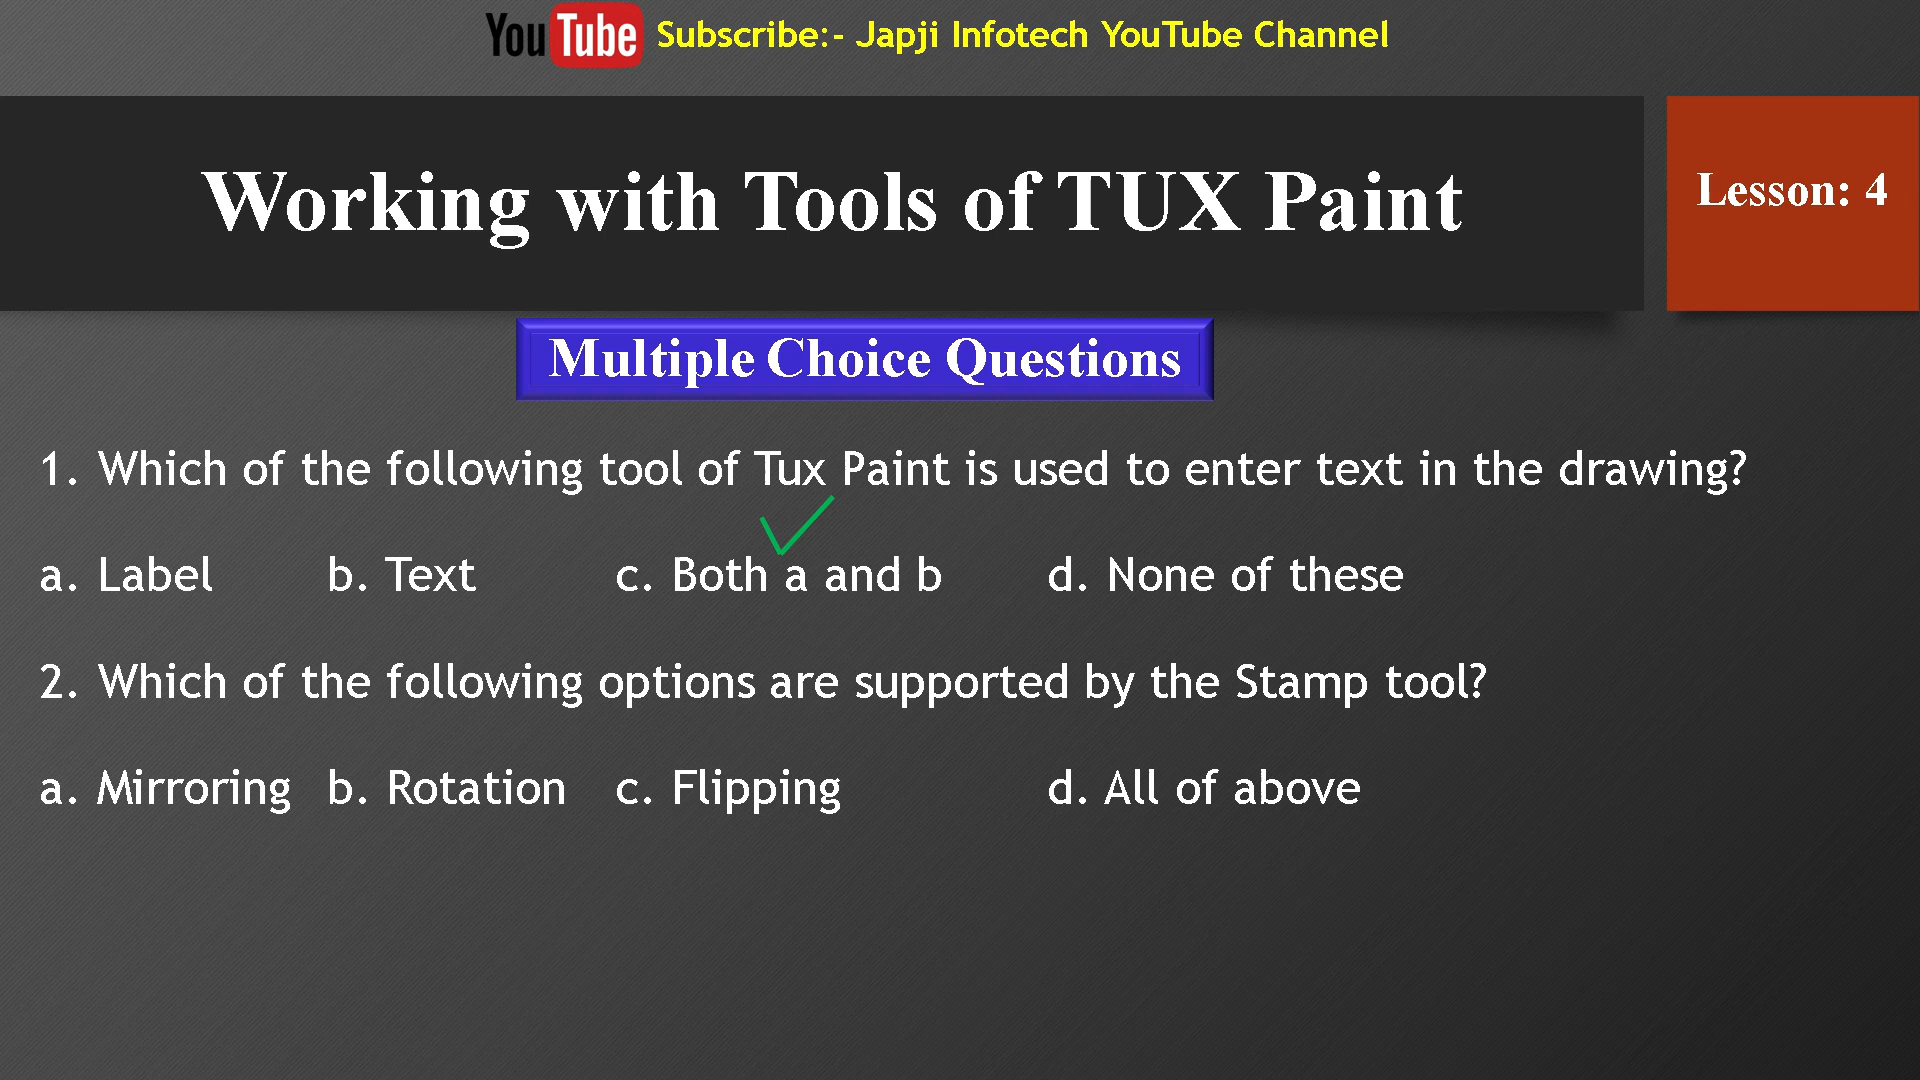 YouTube Subscribe:- Japji Infotech YouTube Channel
Working with Tools of TUX Paint
Lesson: 4
Multiple Choice Questions
1. Which of the following tool of Tux Paint is used to enter text in the drawing?
a. Label b. Text c. Both a and b d. None of these
2. Which of the following options are supported by the Stamp tool?
a. Mirroring b. Rotation c. Flipping d. All of above